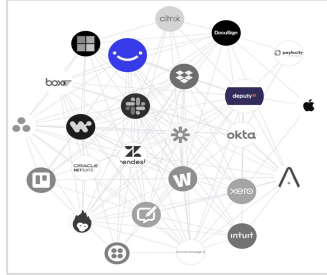 citrix
DocuSign
paylocity
box
deputy
okta
ORACLE
NETSUITE
zendesk
W
xero
intuit